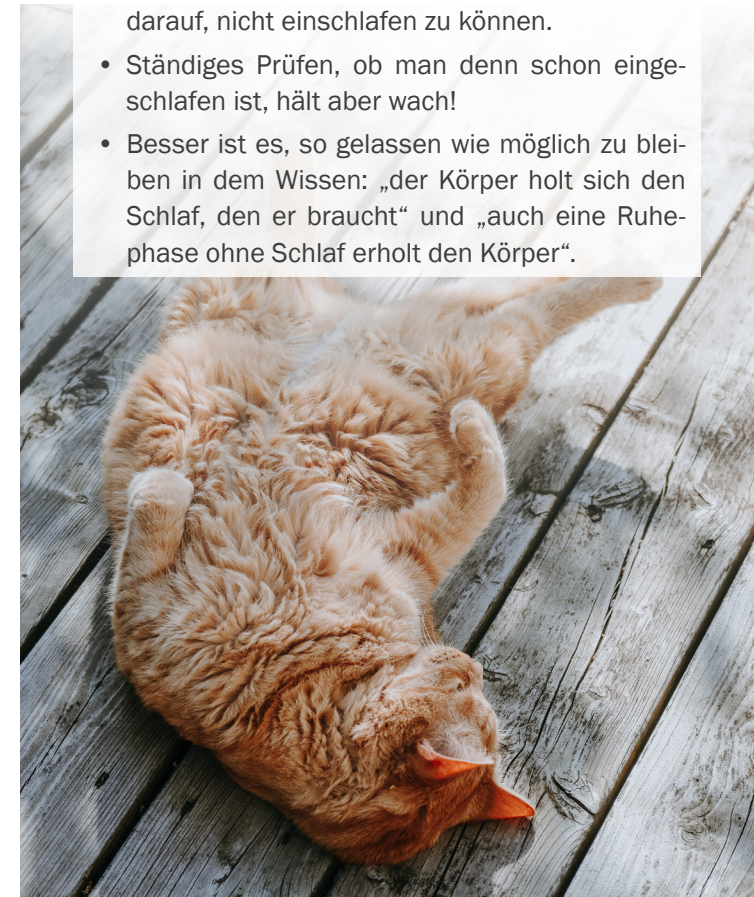 darauf, nicht einschlafen zu können.
• Ständiges Prüfen, ob man denn schon einge-
schlafen ist, hält aber wach!
• Besser ist es, so gelassen wie möglich zu blei-
ben in dem Wissen: „der Körper holt sich den
Schlaf, den er braucht“ und „auch eine Ruhe-
phase ohne Schlaf erholt den Körper“.